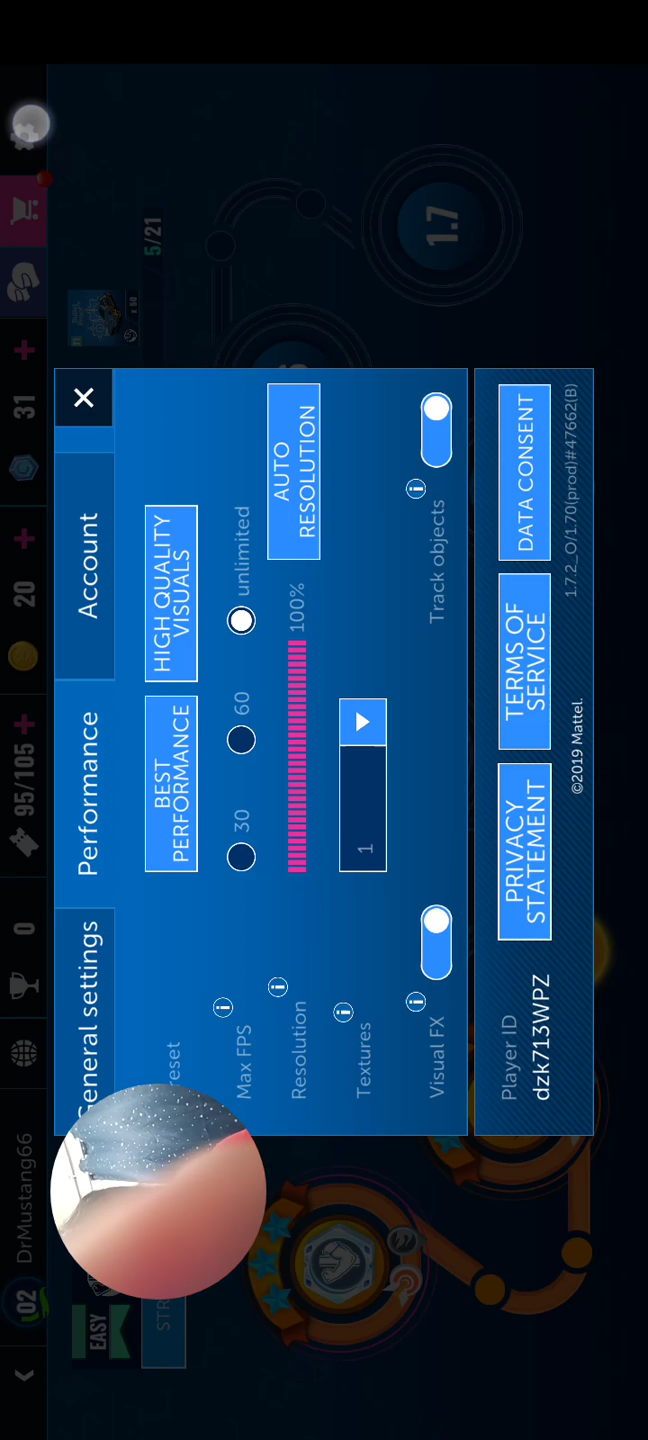 DrMustang66
02
0
95/105
20
31
EASY
5/21
1.7
General settings
Performance
Account
BEST
PERFORMANCE
HIGH QUALITY
VISUALS
Max FPS
30
60
unlimited
Resolution
100%
AUTO
RESOLUTION
Textures
1
Visual FX
Track objects
Player ID
dzk713WPZ
PRIVACY
STATEMENT
TERMS OF
SERVICE
DATA CONSENT
©2019 Mattel.
1.7.2_O/1.70(prod)#47662(B)